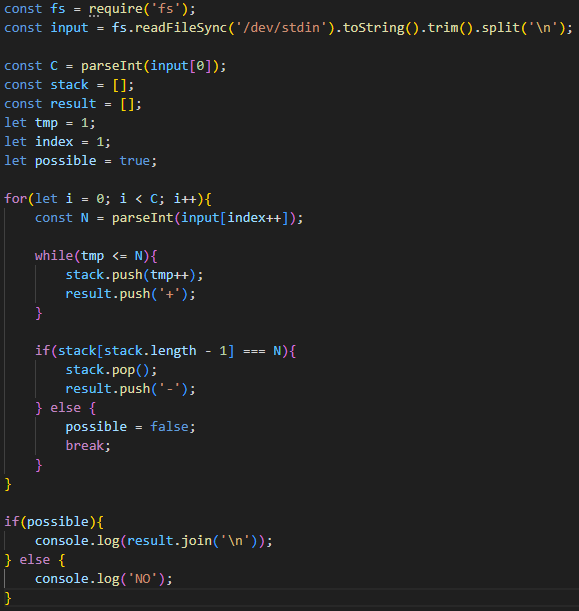 const fs = require('fs');
const input = fs.readFileSync('/dev/stdin').toString().trim().split('\n');

const C = parseInt(input[0]);
const stack = [];
const result = [];
let tmp = 1;
let index = 1;
let possible = true;

for(let i = 0; i < C; i++){
    const N = parseInt(input[index++]);

    while(tmp <= N){
        stack.push(tmp++);
        result.push('+');
    }

    if(stack[stack.length - 1] === N){
        stack.pop();
        result.push('-');
    } else {
        possible = false;
        break;
    }
}

if(possible){
    console.log(result.join('\n'));
} else {
    console.log('NO');
}